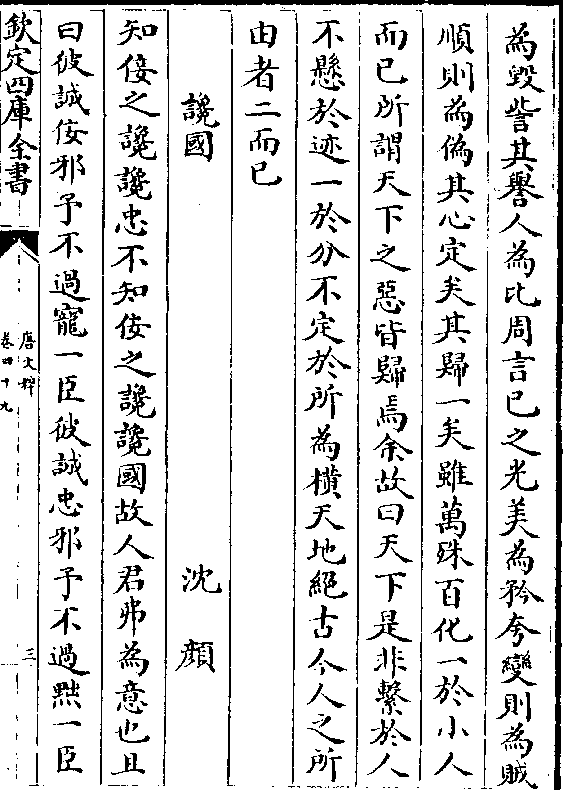 為毀訾其譽人為比周言已之光美為矜夸變則為賊
順則為偽其心定矣其歸一矣雖萬殊百化一於小人
而已所謂天下之惡皆歸焉余故曰天下是非繫於人
不懸於迹一於分不定於所為橫天地絕古今人之所
由者二而已
讒國 沈顔
知佞之讒讒忠不知佞之讒讒國故人君弗為意也且
曰彼誠佞邪予不過寵一臣彼誠忠邪予不過黜一臣
欽定四庫全書
唐文粹
卷四十九
三